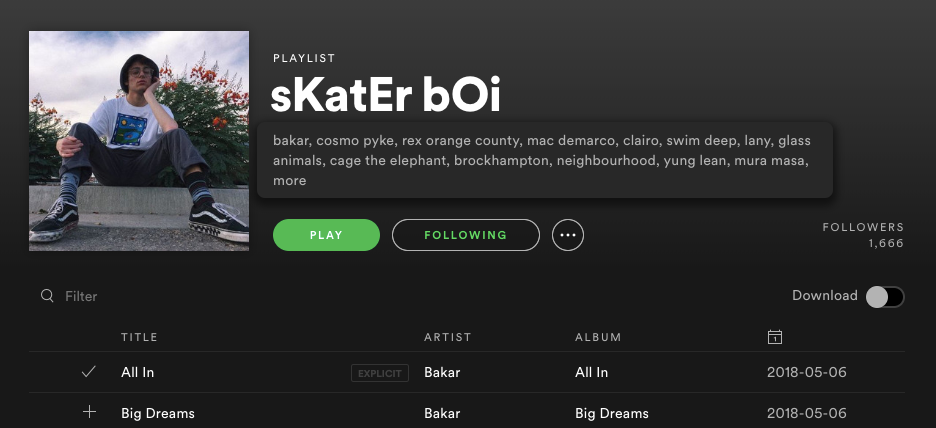 PLAYLIST
sKatEr bOi
bakar, cosmo pyke, rex orange county, mac demarco, clairo, swim deep, lany, glass
animals, cage the elephant, brockhampton, neighbourhood, yung lean, mura masa,
more
PLAY FOLLOWING
FOLLOWERS
1,666
Filter Download
TITLE ARTIST ALBUM
All In EXPLICIT Bakar All In 2018-05-06
Big Dreams Bakar Big Dreams 2018-05-06